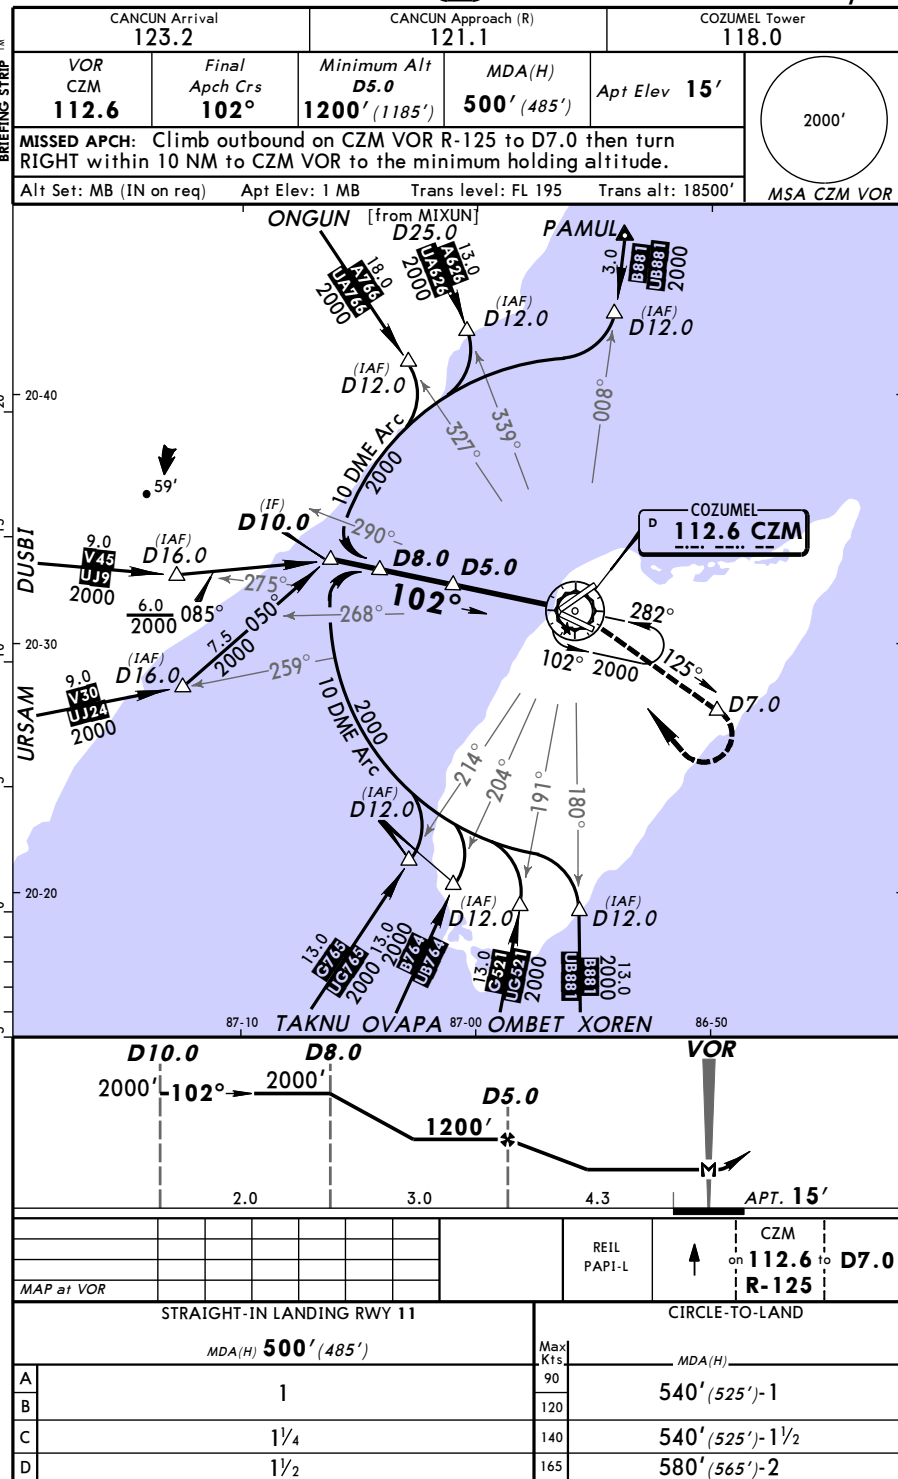 CANCUN Arrival
123.2
CANCUN Approach (R)
121.1
COZUMEL Tower
118.0
BRIEFING STRIP TM
VOR
CZM
112.6
Final
Apch Crs
102°
Minimum Alt
D5.0
1200' (1185')
MDA(H)
500' (485')
Apt Elev 15'
2000'
MSA CZM VOR
MISSED APCH: Climb outbound on CZM VOR R-125 to D7.0 then turn
RIGHT within 10 NM to CZM VOR to the minimum holding altitude.
Alt Set: MB (IN on req) Apt Elev: 1 MB Trans level: FL 195 Trans alt: 18500'
ONGUN
[from MIXUN]
D25.0
PAMUL
18.0
A766
UA766
2000
13.0
A626
UA626
2000
3.0
B881
UB881
2000
(IAF)
D12.0
(IAF)
D12.0
(IAF)
D12.0
20-40
327°
339°
008°
10 DME Arc
2000
59'
(IF)
D10.0
290°
COZUMEL
D 112.6 CZM
DUSBI
9.0
V45
UJ9
2000
(IAF)
D16.0
275°
6.0
2000
085°
D8.0
D5.0
102°
268°
282°
20-30
7.5
050°
2000
102° 2000
125°
D7.0
(IAF)
D16.0
259°
URSAM
9.0
V30
UJ24
2000
2000
10 DME Arc
214°
204°
191°
180°
(IAF)
D12.0
20-20
(IAF)
D12.0
(IAF)
D12.0
13.0
G765
UG765
2000
13.0
2000
B764
UB764
13.0
G521
UG521
2000
UB881
B881
2000
13.0
87-10
TAKNU
OVAPA
87-00
OMBET
XOREN
86-50
D10.0
D8.0
VOR
2000'
102°
2000'
D5.0
1200'
M
2.0
3.0
4.3
APT. 15'
MAP at VOR
REIL
PAPI-L
CZM
on 112.6 to D7.0
R-125
STRAIGHT-IN LANDING RWY 11
CIRCLE-TO-LAND
MDA(H) 500' (485')
Max
Kts
MDA(H)
A
B
1
90
120
540' (525')-1
C
1 1/4
140
540' (525')-1 1/2
D
1 1/2
165
580' (565')-2